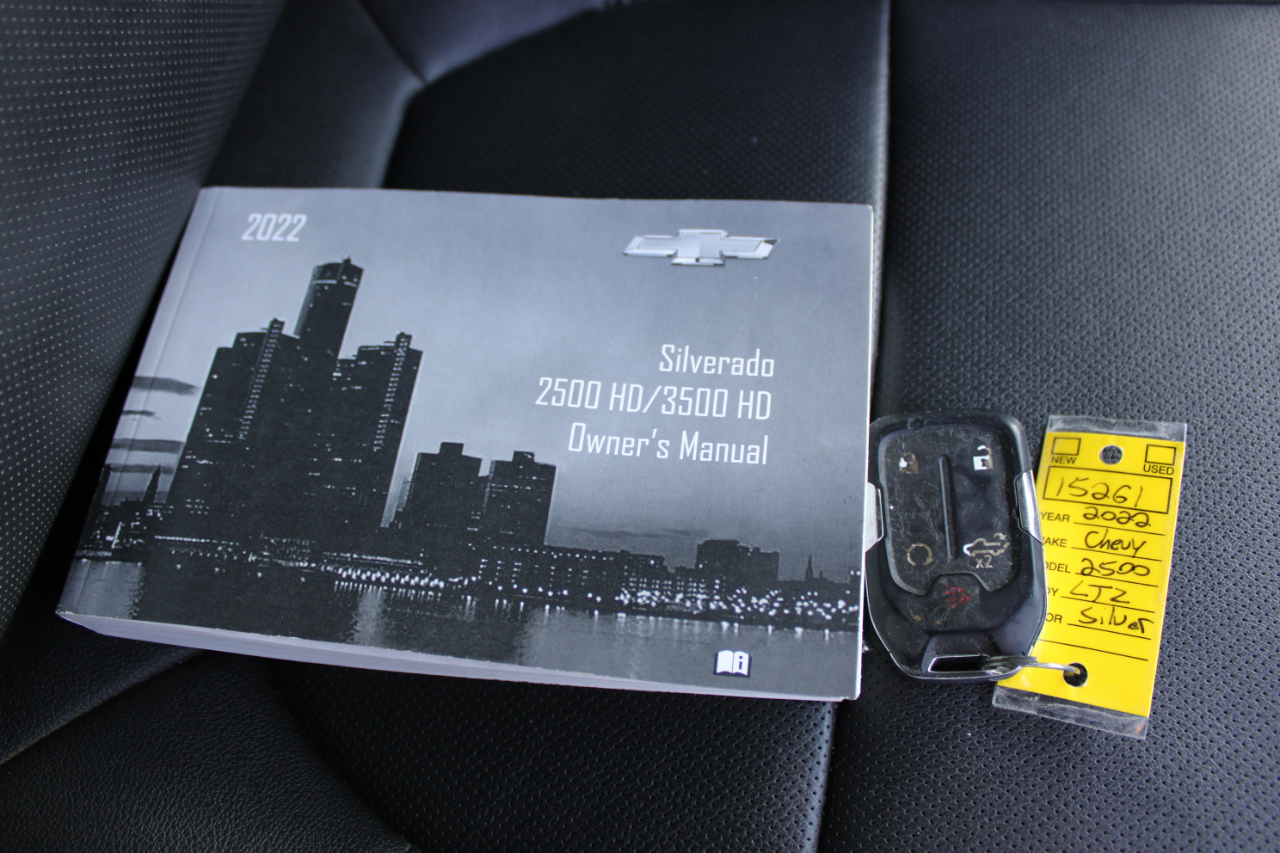 2022
Silverado
2500 HD/3500 HD
Owner's Manual
x2
NEW USED
15261
YEAR 2022
AKE Chevy
ODEL 2500
DY LTZ
OR Silver